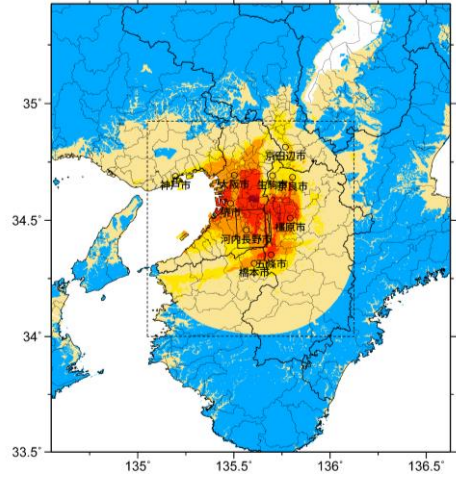 35°
34.5°
34°
33.5°
135°
135.5°
136°
136.5°
京田辺市
神戸市
大阪市
生駒市
奈良市
堺市
橿原市
河内長野市
五條市
橋本市